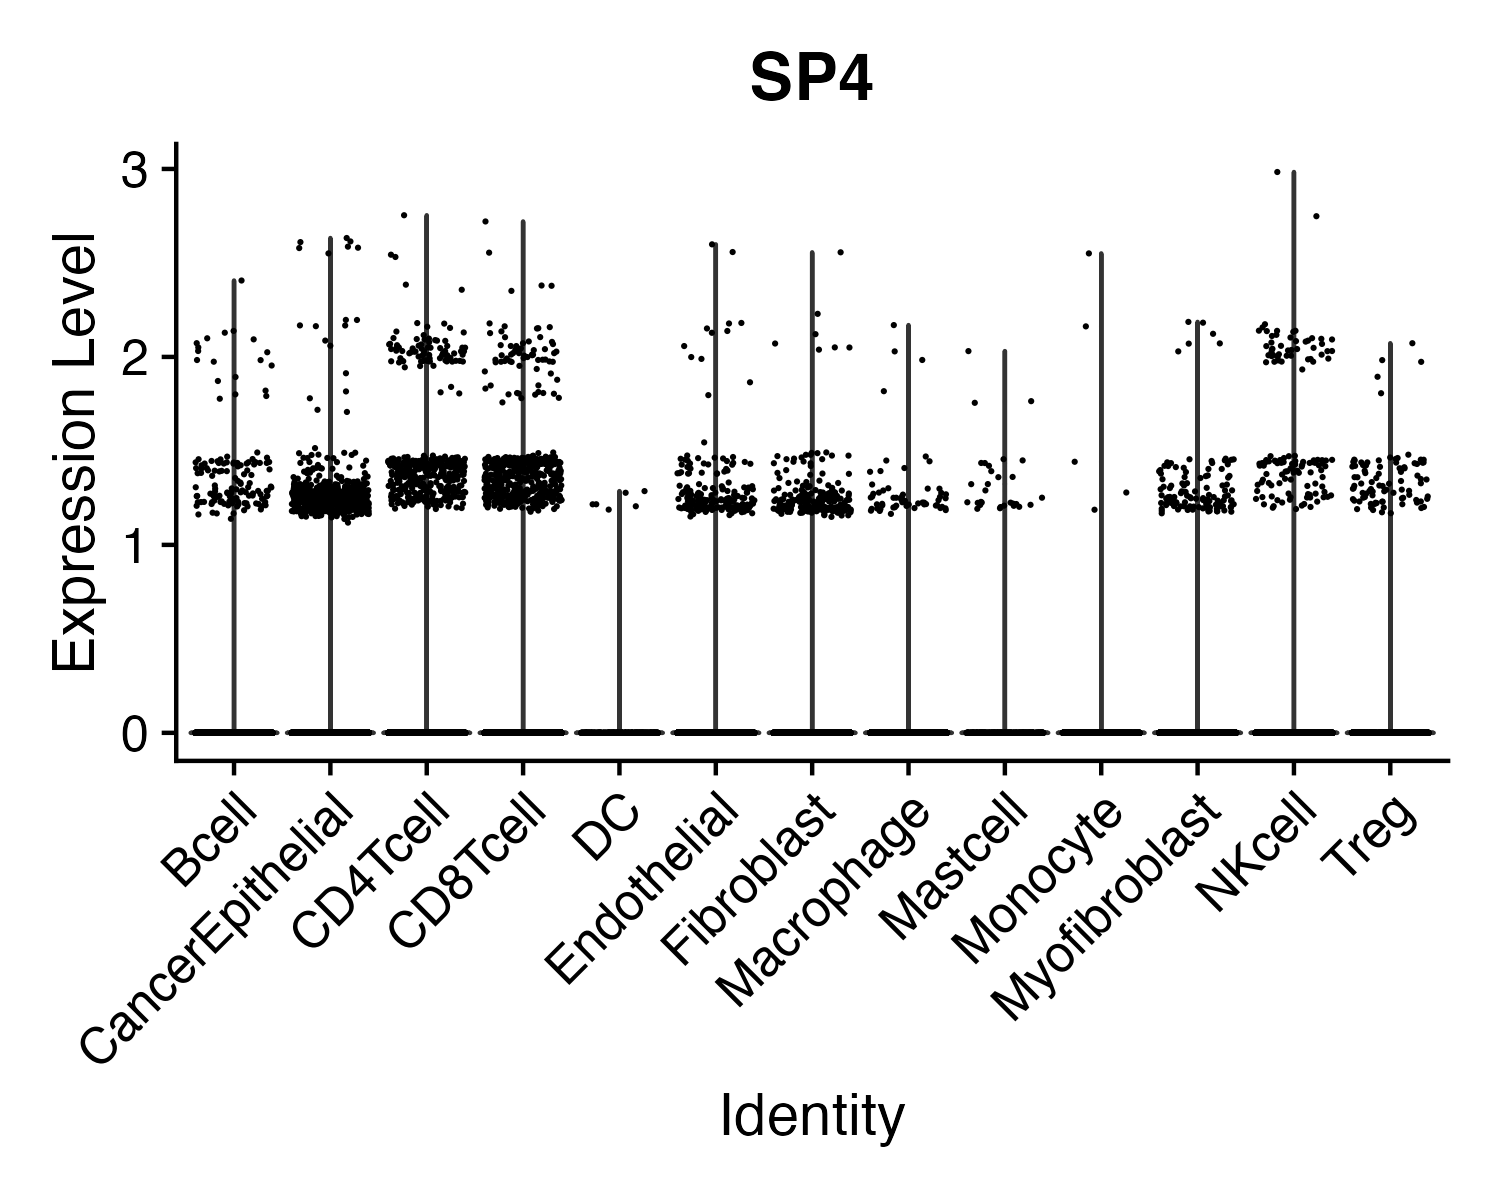 SP4
Expression Level
3
2
1
0
Bcell
CancerEpithelial
CD4Tcell
CD8Tcell
DC
Endothelial
Fibroblast
Macrophage
Mastcell
Monocyte
Myofibroblast
NKcell
Treg
Identity